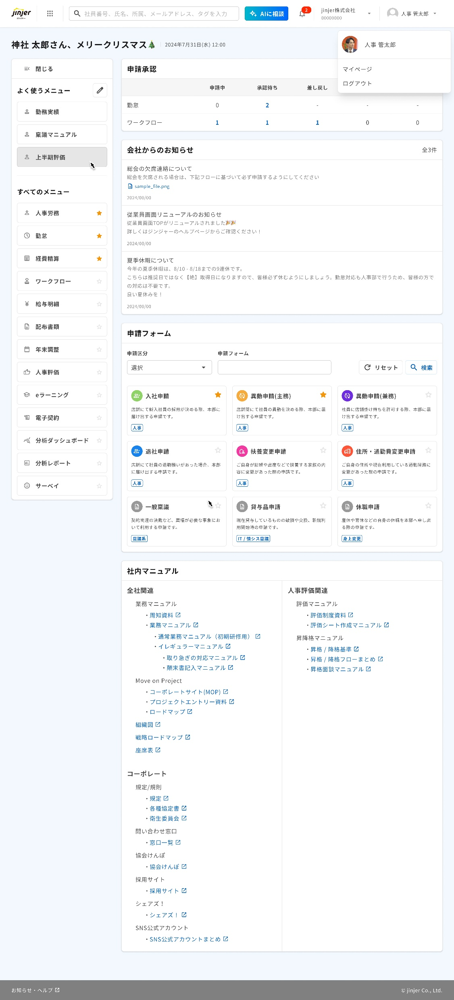 jinjer
ジンジャー
社員番号、氏名、所属、メールアドレス、タグを入力
AIに相談
2
jinjer株式会社
00000000
人事 管太郎
人事 管太郎
マイページ
ログアウト
神社 太郎さん、メリークリスマス🎄
2024年7月31日(水) 12:00
閉じる
よく使うメニュー
勤務実績
稟議マニュアル
上半期評価
すべてのメニュー
人事労務
勤怠
経費精算
ワークフロー
給与明細
配布書類
年末調整
人事評価
eラーニング
電子契約
分析ダッシュボード
分析レポート
サーベイ
申請承認
申請中 承認待ち 差し戻し
勤怠 0 2 - - -
ワークフロー 1 1 1 0 0
会社からのお知らせ 全3件
総会の欠席連絡について
総会を欠席される場合は、下記フローに基づいて必ず申請するようにしてください
sample_file.png
2024/00/00
従業員画面リニューアルのお知らせ
従業員画面TOPがリニューアルされました🎉🎉
詳しくはジンジャーのヘルプページからご確認ください！
2024/00/00
夏季休暇について
今年の夏季休暇は、8/10 - 8/18までの9連休です。
こちらは推奨日ではなく【絶】取得日になりますので、皆様必ず休むようにしましょう。勤怠対応も人事部で行うため、皆様の方で
の対応は不要です。
良い夏休みを！
2024/00/00
申請フォーム
申請区分 申請フォーム
選択 リセット 検索
入社申請
店舗にて新入社員の採用が決める際、本部に
届け出する申請です。
人事
異動申請(主務)
店舗間にて社員の異動を決める際、本部に届
け出する申請です。
人事
異動申請(兼務)
社員に店舗掛け持ちを許可する際、本部に届
け出する申請です。
人事
退社申請
店舗にて社員の退職願いがあった場合、本部
に届け出する申請です。
人事
扶養変更申請
ご自身が結婚や出産などで扶養する家族の内
容に変更があった際の申請です。
人事
住所・通勤費変更申請
ご自身の住所や現在利用している通勤経路に
変更があった際の申請です。
人事
一般稟議
契約関連の決裁など、稟議が必要な事象にお
いて利用する申請です。
稟議系
貸与品申請
現在貸与しているものの破損や交換、新規利
用開始時の申請です。
IT / 情シス稟議
休職申請
産休や育休などの自身の休職を本部へ申し出
る際の申請です。
身上変更
社内マニュアル
全社関連
業務マニュアル
・周知資料
・業務マニュアル
・通常業務マニュアル（初期研修用）
・イレギュラーマニュアル
・取り急ぎの対応マニュアル
・顛末書記入マニュアル
Move on Project
・コーポレートサイト(MOP)
・プロジェクトエントリー資料
・ロードマップ
組織図
戦略ロードマップ
座席表
コーポレート
規定/規則
・規定
・各種協定書
・衛生委員会
問い合わせ窓口
・窓口一覧
協会けんぽ
・協会けんぽ
採用サイト
・採用サイト
シェアズ！
・シェアズ！
SNS公式アカウント
・SNS公式アカウントまとめ
人事評価関連
評価マニュアル
・評価制度資料
・評価シート作成マニュアル
昇降格マニュアル
・昇格 / 降格基準
・昇格 / 降格フローまとめ
・昇格面談マニュアル
お知らせ・ヘルプ
© jinjer Co., Ltd.